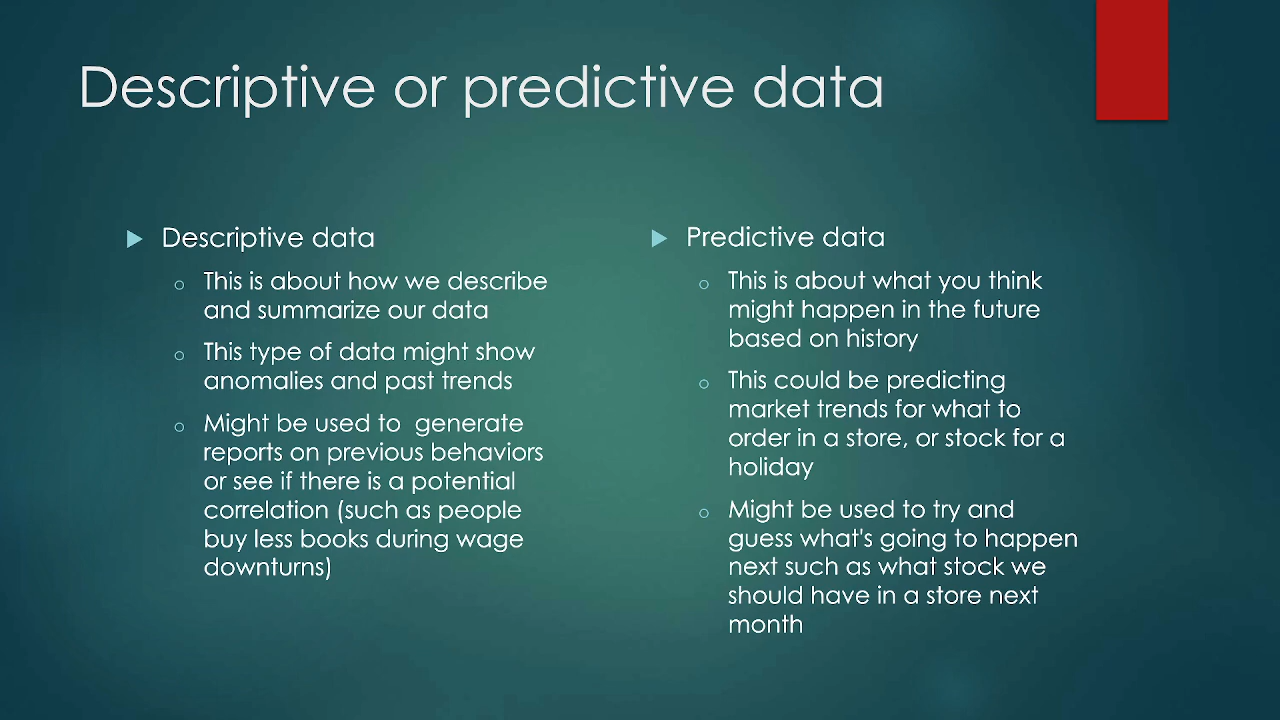 Descriptive or predictive data
Descriptive data
This is about how we describe
and summarize our data
This type of data might show
anomalies and past trends
Might be used to  generate
reports on previous behaviors
or see if there is a potential
correlation (such as people
buy less books during wage
downturns)
Predictive data
This is about what you think
might happen in the future
based on history
This could be predicting
market trends for what to
order in a store, or stock for a
holiday
Might be used to try and
guess what's going to happen
next such as what stock we
should have in a store next
month